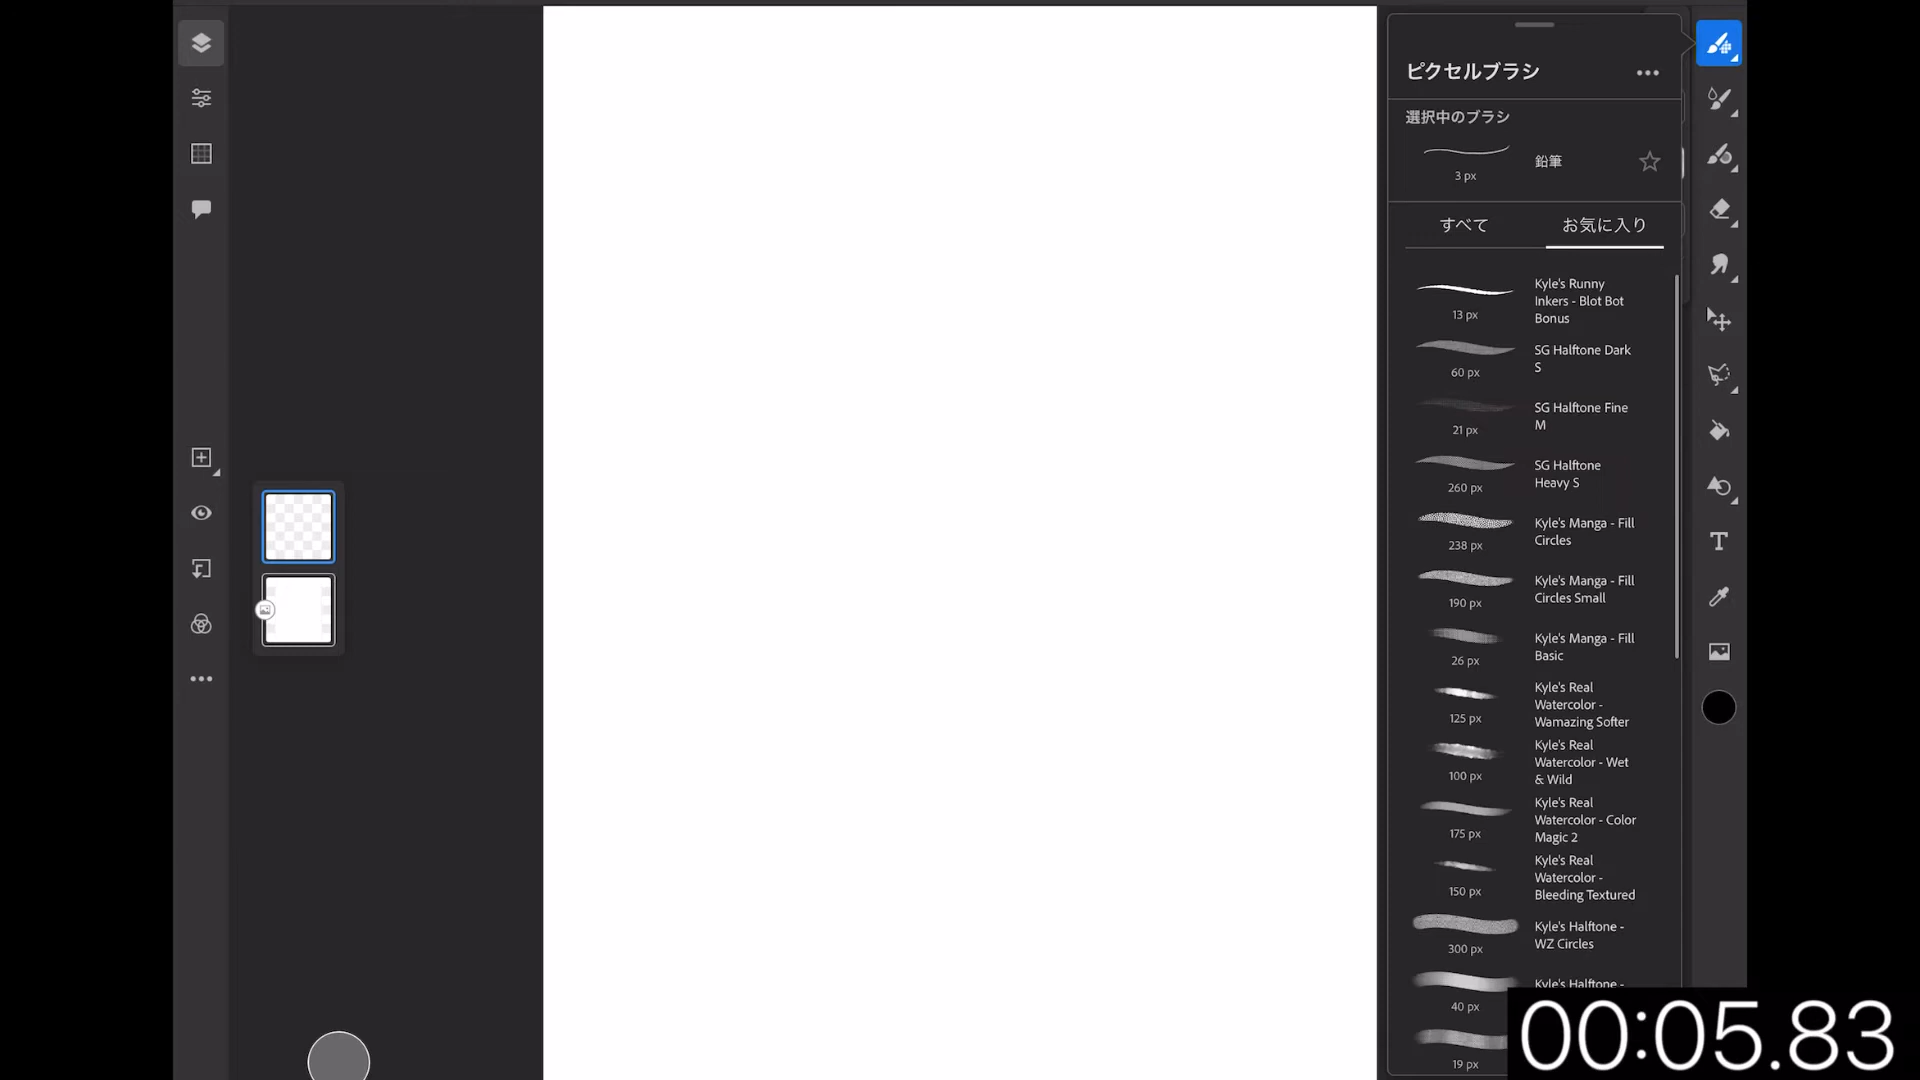 ピクセルブラシ
選択中のブラシ
鉛筆
3 px
すべて
お気に入り
Kyle's Runny
Inkers - Blot Bot
Bonus
13 px
SG Halftone Dark
S
60 px
SG Halftone Fine
M
21 px
SG Halftone
Heavy S
260 px
Kyle's Manga - Fill
Circles
238 px
Kyle's Manga - Fill
Circles Small
190 px
Kyle's Manga - Fill
Basic
26 px
Kyle's Real
Watercolor -
Wamazing Softer
125 px
Kyle's Real
Watercolor - Wet
& Wild
100 px
Kyle's Real
Watercolor - Color
Magic 2
175 px
Kyle's Real
Watercolor -
Bleeding Textured
150 px
Kyle's Halftone -
WZ Circles
300 px
Kyle's Halftone -
40 px
19 px
T
00:05.83